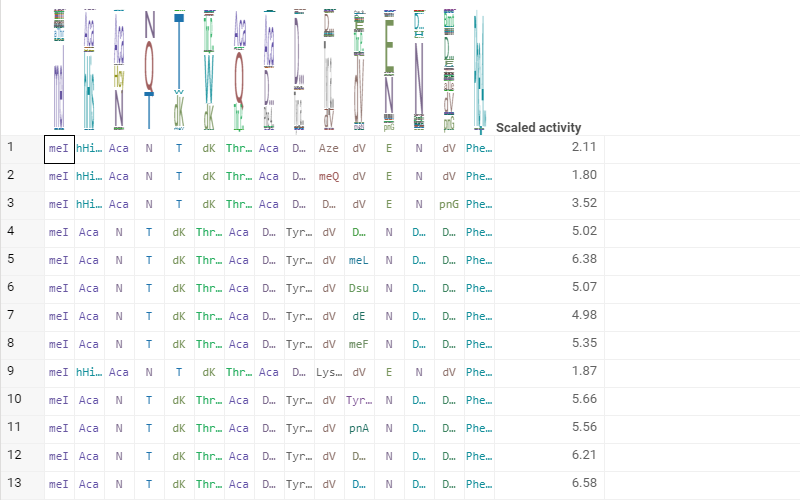 Scaled activity
1 meI hHi... Aca N T dK Thr... Aca D... Aze dV E N dV Phe... 2.11
2 meI hHi... Aca N T dK Thr... Aca D... meQ dV E N dV Phe... 1.80
3 meI hHi... Aca N T dK Thr... Aca D... D... dV E N pnG Phe... 3.52
4 meI Aca N T dK Thr... Aca D... Tyr... dV D... N D... D... Phe... 5.02
5 meI Aca N T dK Thr... Aca D... Tyr... dV meL N D... D... Phe... 6.38
6 meI Aca N T dK Thr... Aca D... Tyr... dV Dsu N D... D... Phe... 5.07
7 meI Aca N T dK Thr... Aca D... Tyr... dV dE N D... D... Phe... 4.98
8 meI Aca N T dK Thr... Aca D... Tyr... dV meF N D... D... Phe... 5.35
9 meI hHi... Aca N T dK Thr... Aca D... Lys... dV E N dV Phe... 1.87
10 meI Aca N T dK Thr... Aca D... Tyr... dV Tyr... N D... D... Phe... 5.66
11 meI Aca N T dK Thr... Aca D... Tyr... dV pnA N D... D... Phe... 5.56
12 meI Aca N T dK Thr... Aca D... Tyr... dV D... N D... D... Phe... 6.21
13 meI Aca N T dK Thr... Aca D... Tyr... dV D... N D... D... Phe... 6.58